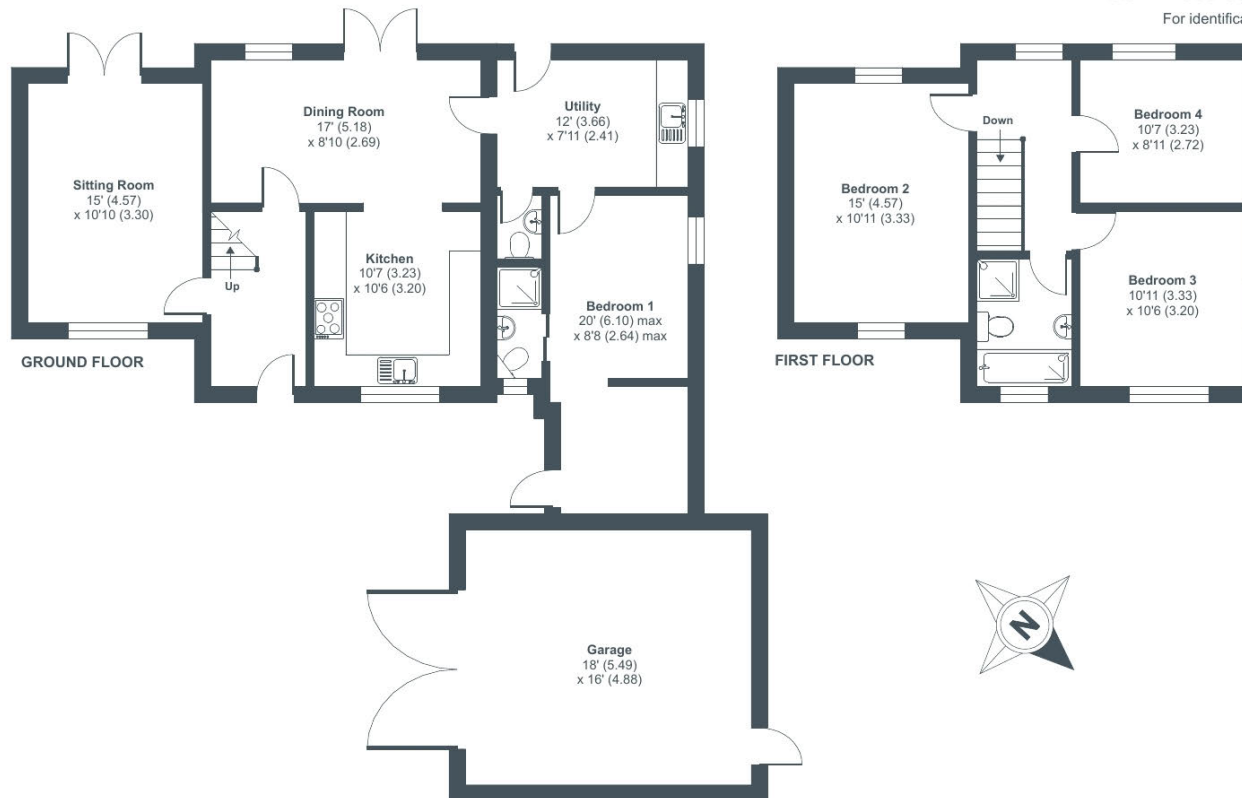 For identifica
Dining Room
17' (5.18)
x 8'10 (2.69)
Utility
12' (3.66)
x 7'11 (2.41)
Sitting Room
15' (4.57)
x 10'10 (3.30)
Up
Kitchen
10'7 (3.23)
x 10'6 (3.20)
Bedroom 1
20' (6.10) max
x 8'8 (2.64) max
GROUND FLOOR
Down
Bedroom 4
10'7 (3.23)
x 8'11 (2.72)
Bedroom 2
15' (4.57)
x 10'11 (3.33)
Bedroom 3
10'11 (3.33)
x 10'6 (3.20)
FIRST FLOOR
Garage
18' (5.49)
x 16' (4.88)
N